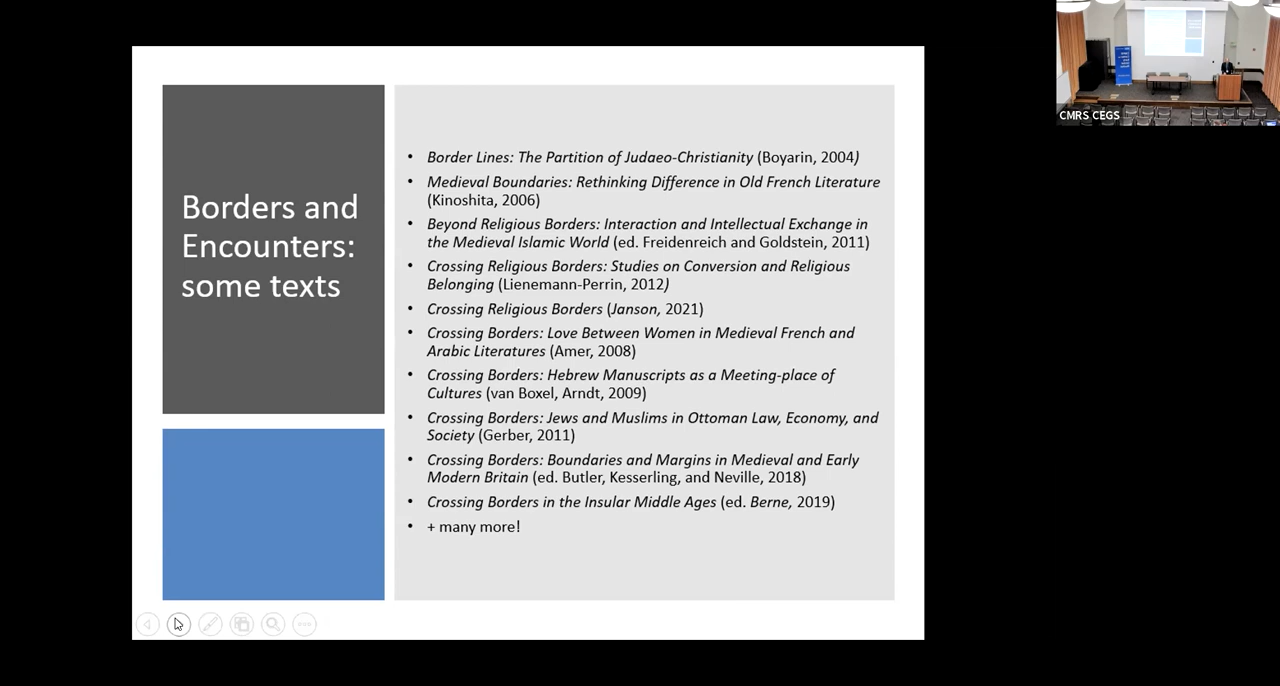 Borders and
Encounters:
some texts
• Border Lines: The Partition of Judaeo-Christianity (Boyarin, 2004)
• Medieval Boundaries: Rethinking Difference in Old French Literature
(Kinoshita, 2006)
• Beyond Religious Borders: Interaction and Intellectual Exchange in
the Medieval Islamic World (ed. Freidenreich and Goldstein, 2011)
• Crossing Religious Borders: Studies on Conversion and Religious
Belonging (Lienemann-Perrin, 2012)
• Crossing Religious Borders (Janson, 2021)
• Crossing Borders: Love Between Women in Medieval French and
Arabic Literatures (Amer, 2008)
• Crossing Borders: Hebrew Manuscripts as a Meeting-place of
Cultures (van Boxel, Arndt, 2009)
• Crossing Borders: Jews and Muslims in Ottoman Law, Economy, and
Society (Gerber, 2011)
• Crossing Borders: Boundaries and Margins in Medieval and Early
Modern Britain (ed. Butler, Kesserling, and Neville, 2018)
• Crossing Borders in the Insular Middle Ages (ed. Berne, 2019)
• + many more!
CMRS CEGS